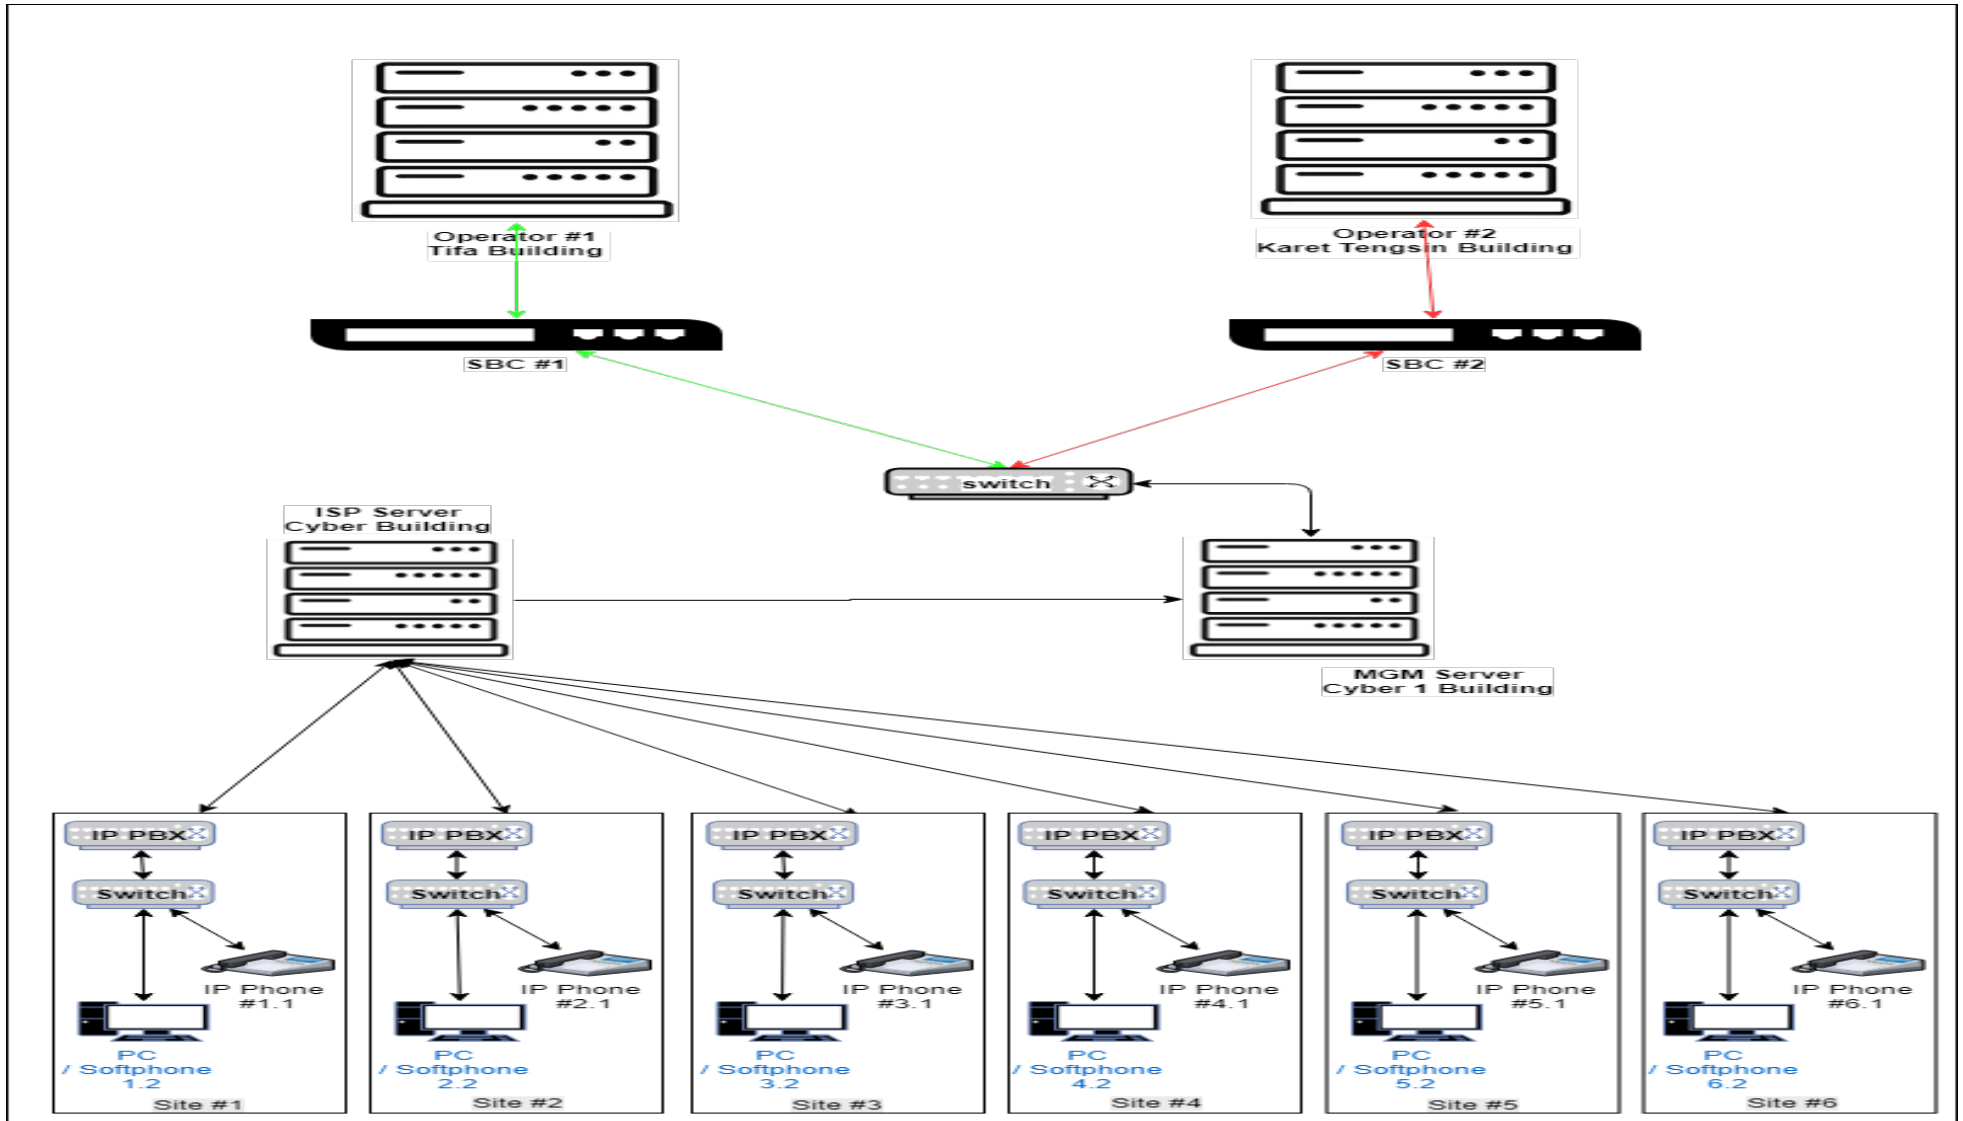 Operator #1
Tifa Building
Operator #2
Karet Tengsin Building
SBC #1
SBC #2
switch
ISP Server
Cyber Building
MGM Server
Cyber 1 Building
IP PBX
Switch
IP Phone
#1.1
PC
/ Softphone
1.2
Site #1
IP PBX
Switch
IP Phone
#2.1
PC
/ Softphone
2.2
Site #2
IP PBX
Switch
IP Phone
#3.1
PC
/ Softphone
3.2
Site #3
IP PBX
Switch
IP Phone
#4.1
PC
/ Softphone
4.2
Site #4
IP PBX
Switch
IP Phone
#5.1
PC
/ Softphone
5.2
Site #5
IP PBX
Switch
IP Phone
#6.1
PC
/ Softphone
6.2
Site #6